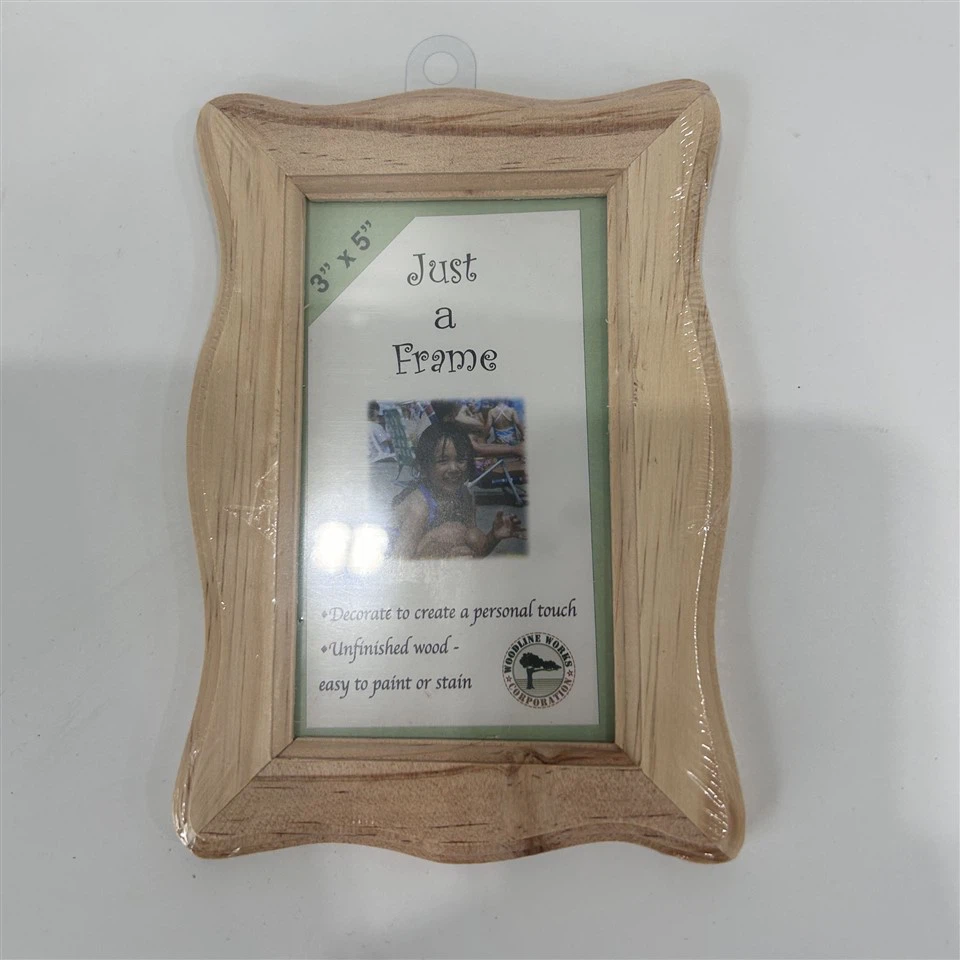 3" x 5"
Just
a
Frame
•Decorate to create a personal touch
•Unfinished wood -
easy to paint or stain
WOODLINE WORKS
CORPORATION